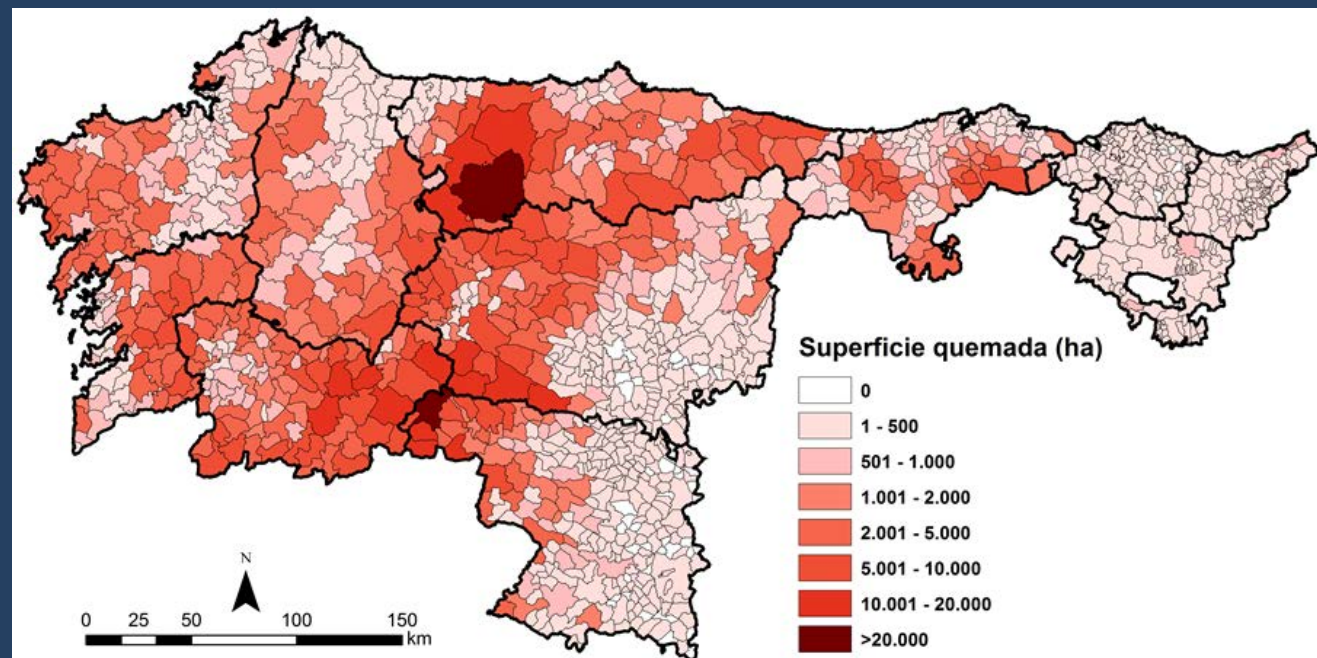 Superficie quemada (ha)
0
1 - 500
501 - 1.000
1.001 - 2.000
2.001 - 5.000
5.001 - 10.000
10.001 - 20.000
>20.000
N
0 25 50 100 150
km